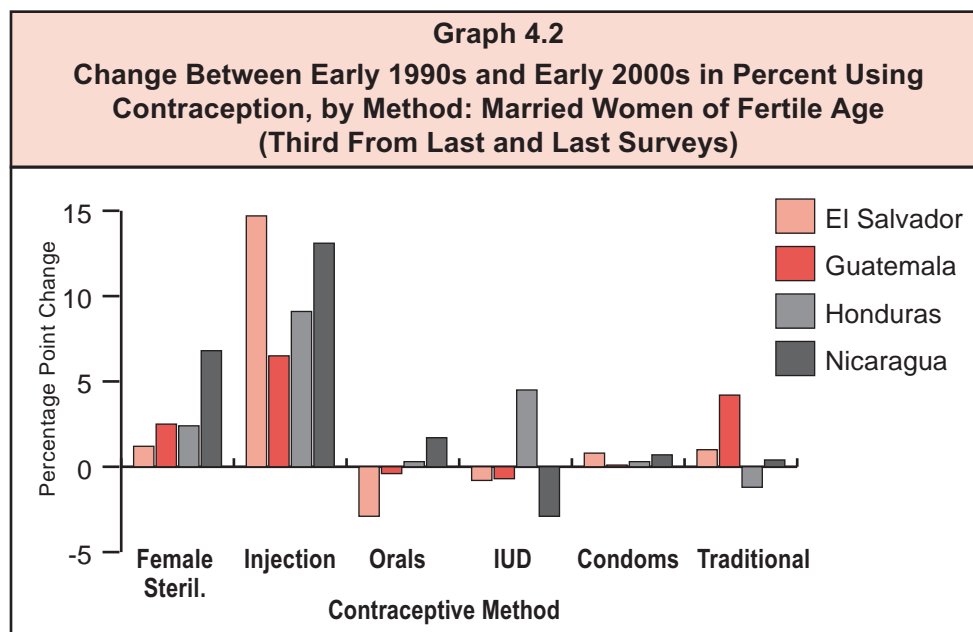 Graph 4.2
Change Between Early 1990s and Early 2000s in Percent Using
Contraception, by Method: Married Women of Fertile Age
(Third From Last and Last Surveys)
Percentage Point Change
15
10
5
0
-5
El Salvador
Guatemala
Honduras
Nicaragua
Female
Steril.
Injection
Orals
IUD
Condoms
Traditional
Contraceptive Method